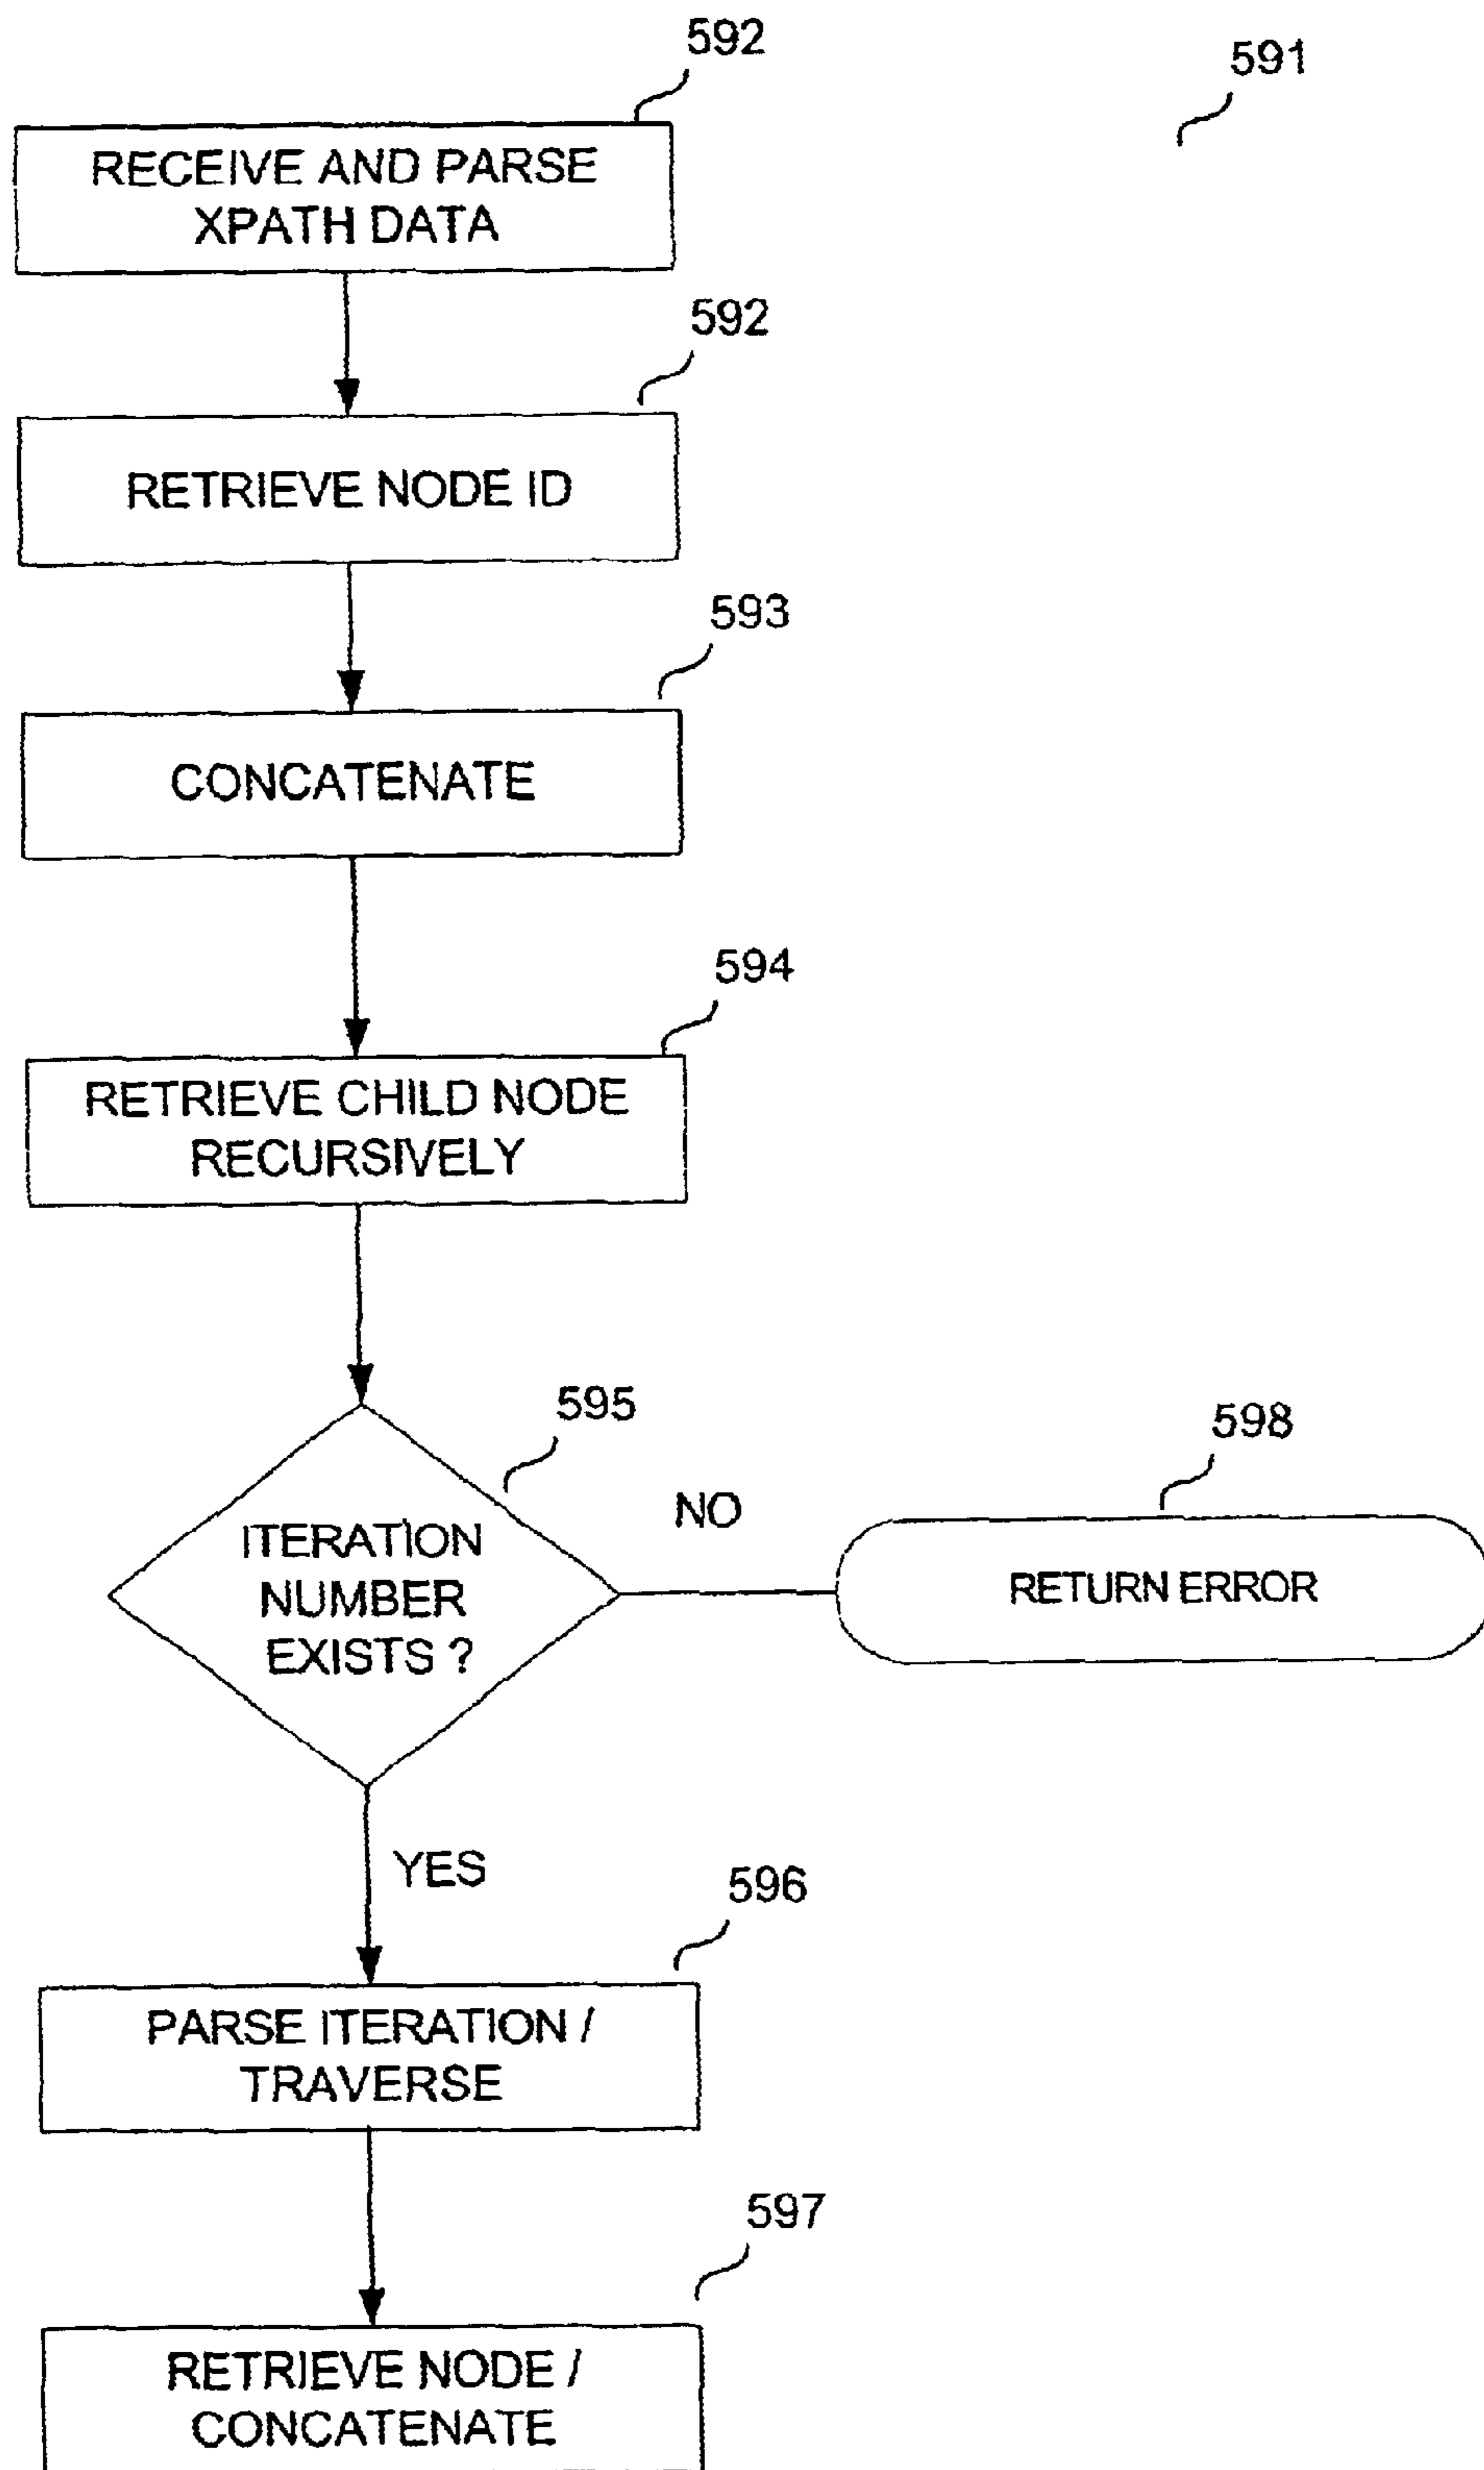 592
591
RECEIVE AND PARSE
XPATH DATA
592
RETRIEVE NODE ID
593
CONCATENATE
594
RETRIEVE CHILD NODE
RECURSIVELY
595
598
NO
ITERATION
NUMBER
EXISTS ?
RETURN ERROR
YES
596
PARSE ITERATION /
TRAVERSE
597
RETRIEVE NODE /
CONCATENATE